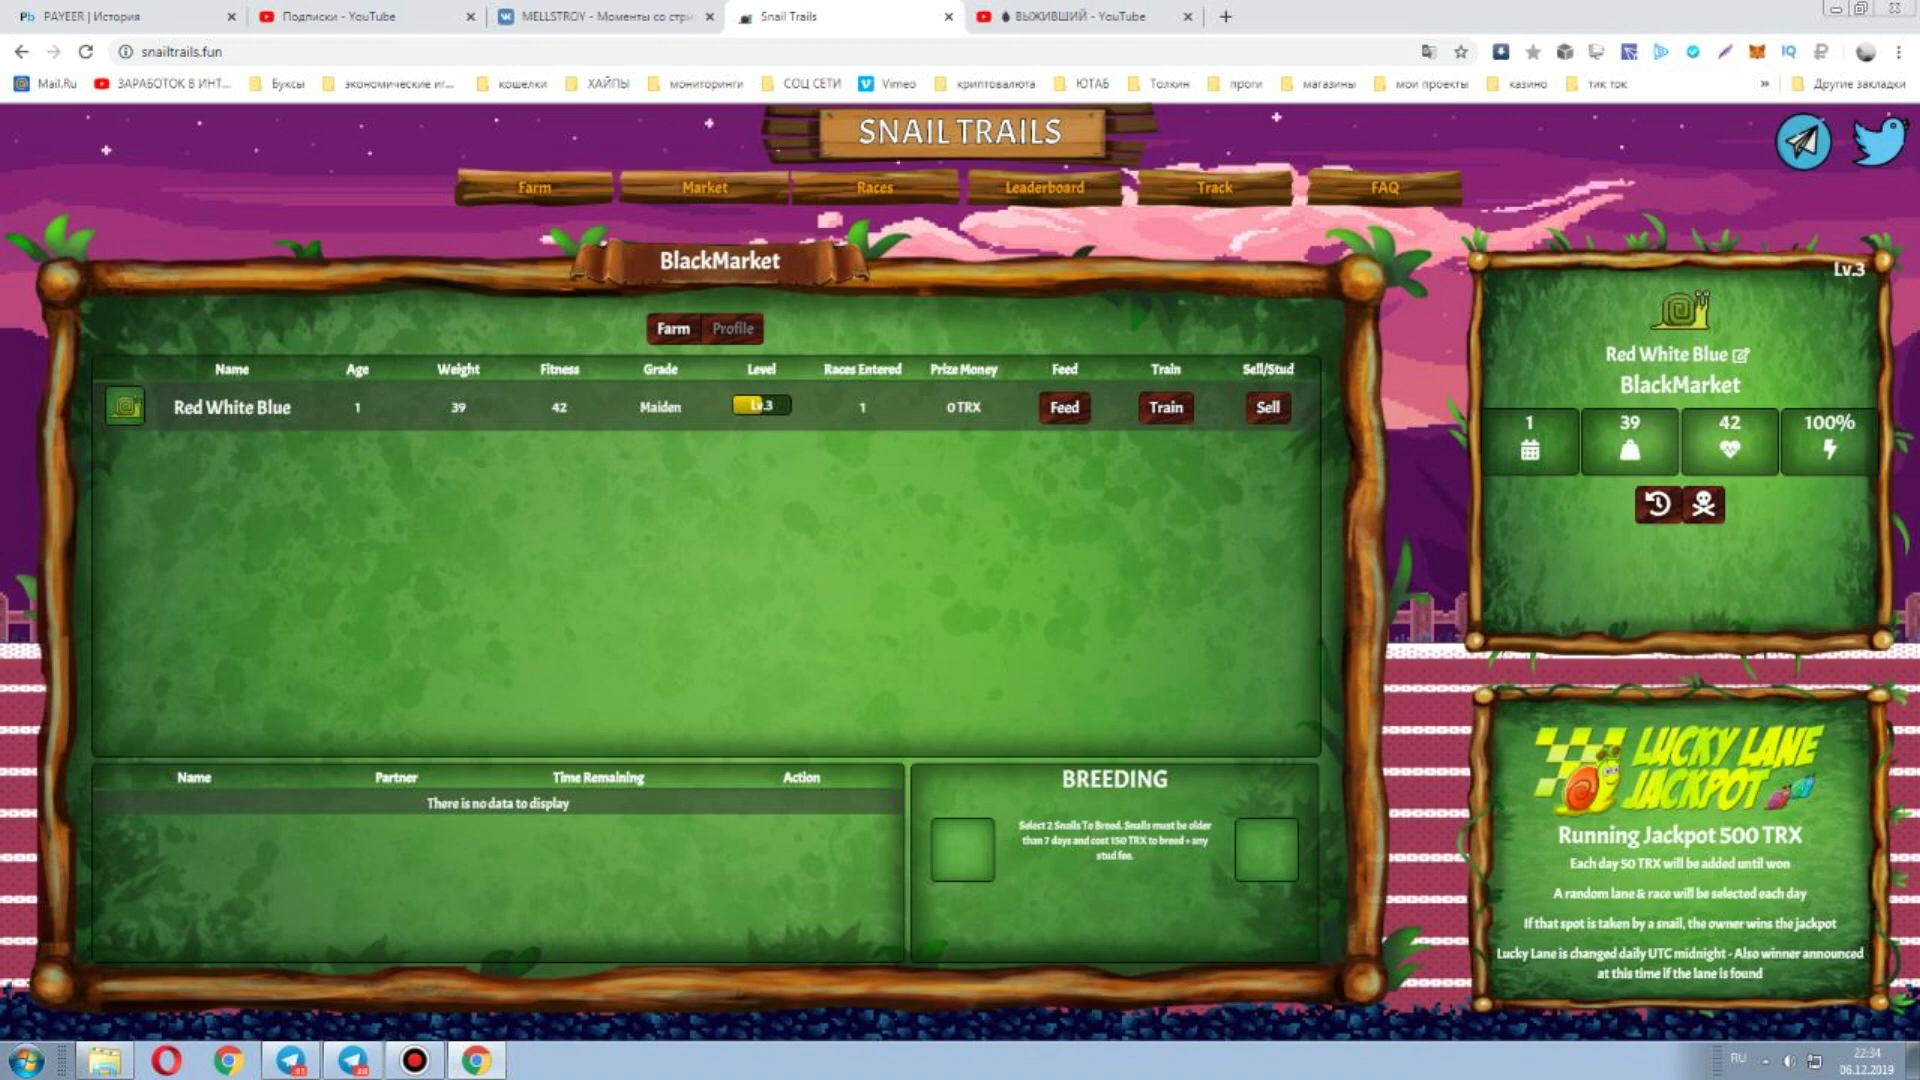 Pb PAYEER | История
Подписки - YouTube
MELLSTROY - Моменты со стри
Snail Trails
ВЫЖИВШИЙ - YouTube
snailtrails.fun
Mail.Ru
ЗАРАБОТОК В ИНТ...
Буксы
экономические иг...
кошелки
ХАЙПЫ
мониторинги
СОЦ СЕТИ
Vimeo
криптовалюта
ЮТАБ
Толкин
проги
магазины
мои проекты
казино
тик ток
»
Другие закладки
SNAIL TRAILS
Farm Market Races Leaderboard Track FAQ
BlackMarket
Farm Profile
Name Age Weight Fitness Grade Level Races Entered Prize Money Feed Train Sell/Stud
Red White Blue 1 39 42 Maiden Lv.3 1 0 TRX Feed Train Sell
Name Partner Time Remaining Action
There is no data to display
BREEDING
Select 2 Snails To Breed. Snails must be older
than 7 days and cost 150 TRX to breed + any
stud fee.
Lv.3
Red White Blue
BlackMarket
1 39 42 100%
LUCKY LANE
JACKPOT
Running Jackpot 500 TRX
Each day 50 TRX will be added until won
A random lane & race will be selected each day
If that spot is taken by a snail, the owner wins the jackpot
Lucky Lane is changed daily UTC midnight - Also winner announced
at this time if the lane is found
RU
22:34
06.12.2019